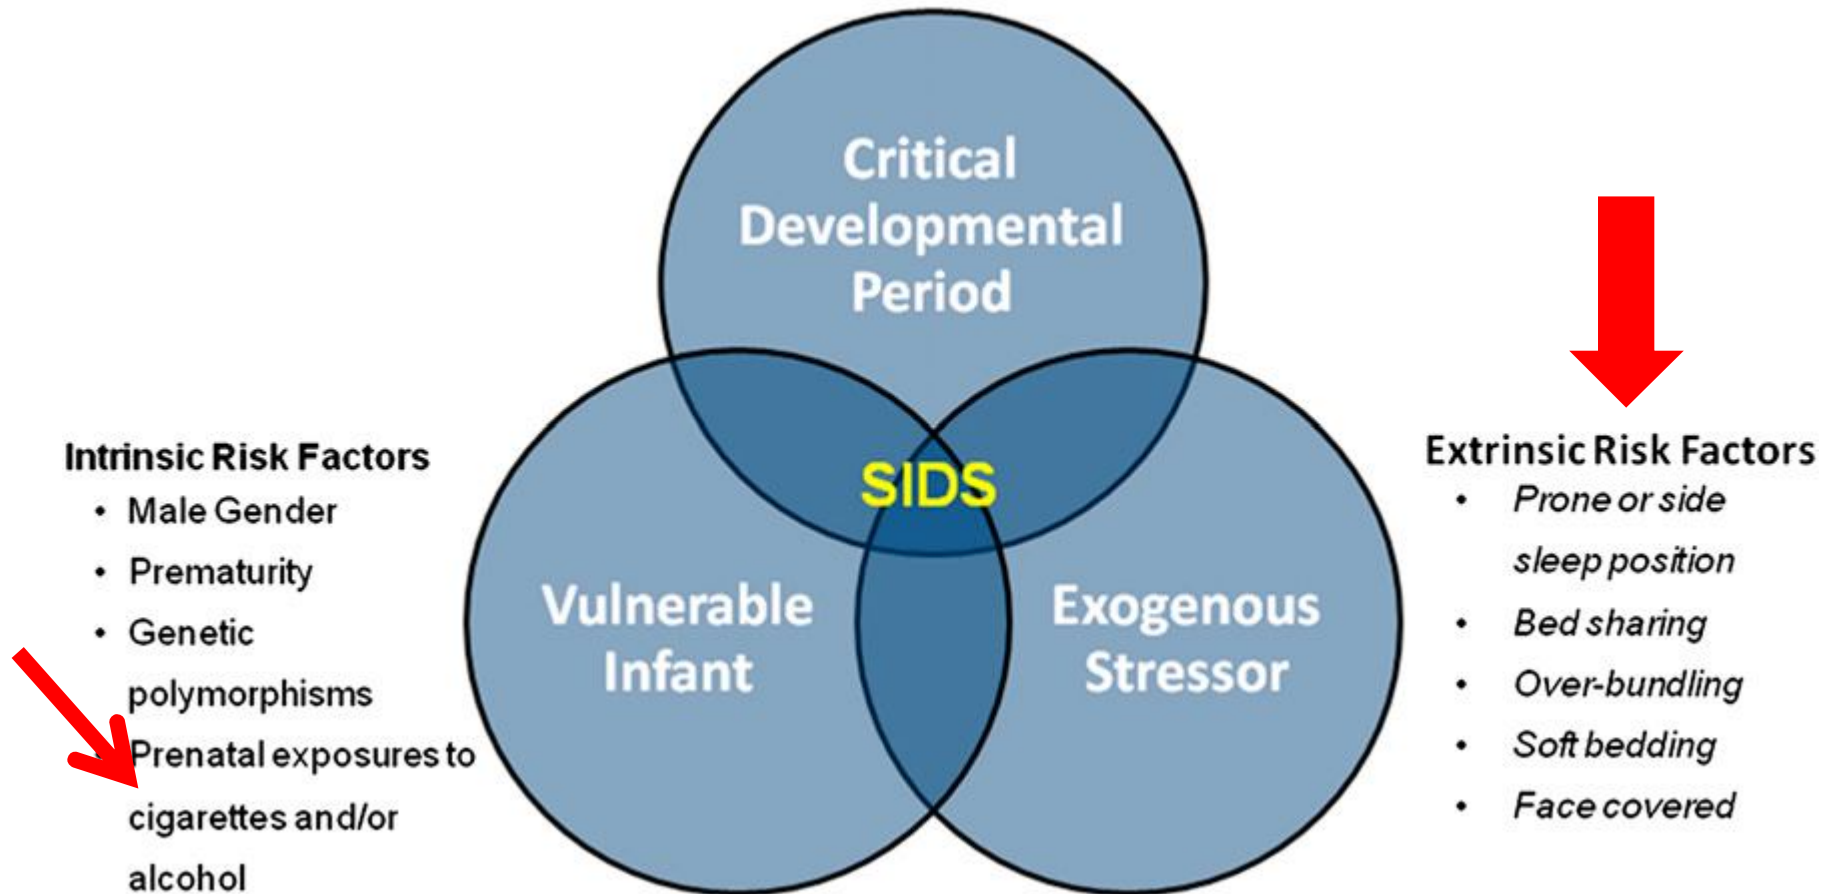 Critical
Developmental
Period
SIDS
Vulnerable
Infant
Exogenous
Stressor
Intrinsic Risk Factors
• Male Gender
• Prematurity
• Genetic
polymorphisms
• Prenatal exposures to
cigarettes and/or
alcohol
Extrinsic Risk Factors
• Prone or side
sleep position
• Bed sharing
• Over-bundling
• Soft bedding
• Face covered